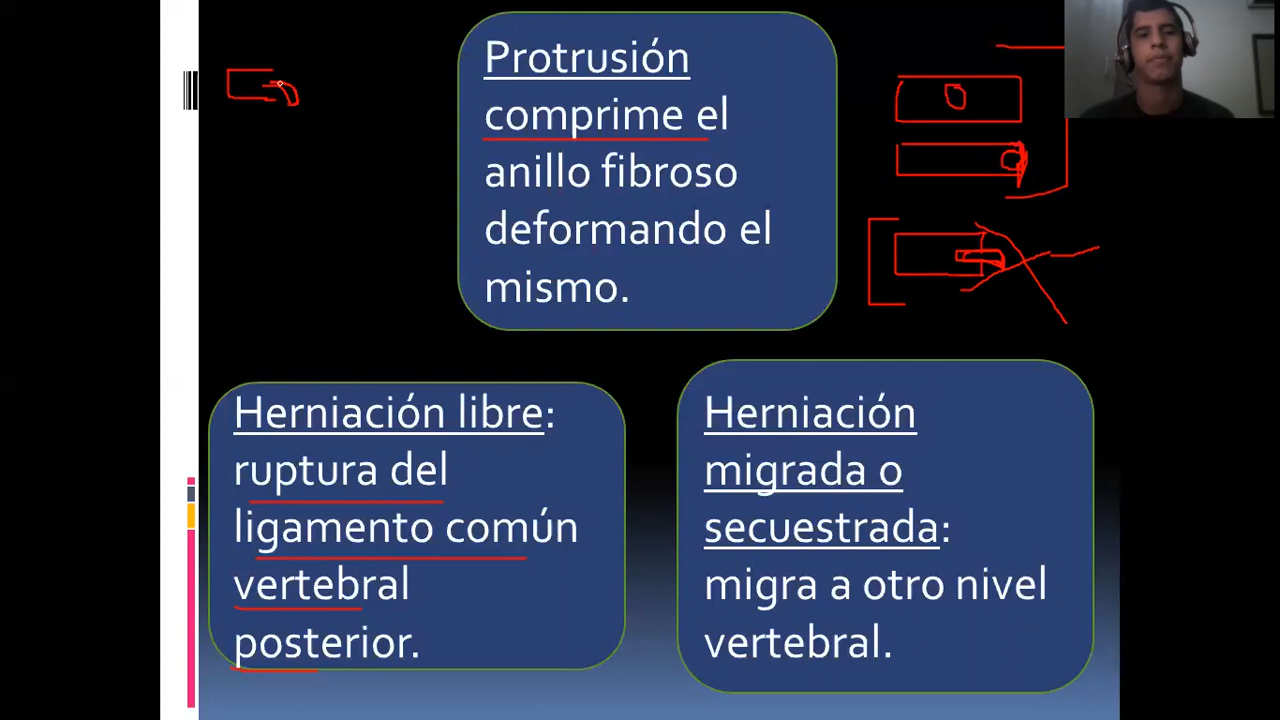 Protrusión
comprime el
anillo fibroso
deformando el
mismo.
Herniación libre:
ruptura del
ligamento común
vertebral
posterior.
Herniación
migrada o
secuestrada:
migra a otro nivel
vertebral.